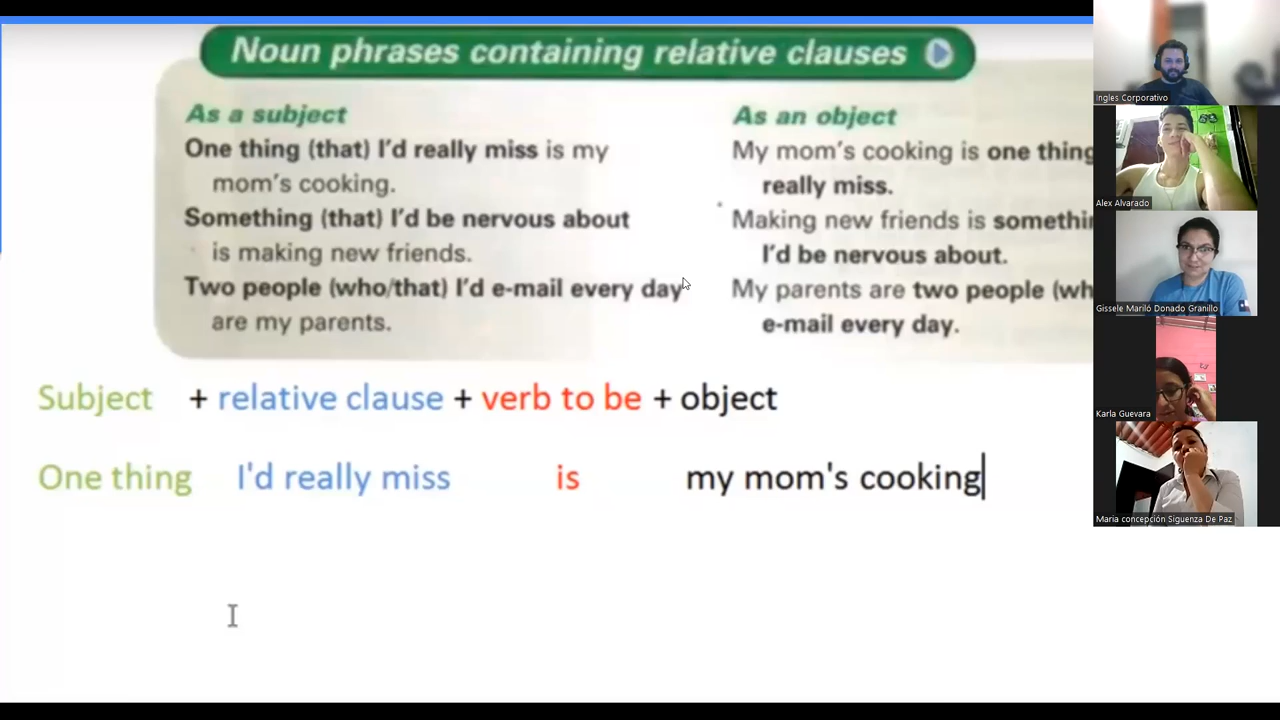 Noun phrases containing relative clauses
As a subject
One thing (that) I'd really miss is my
mom's cooking.
Something (that) I'd be nervous about
is making new friends.
Two people (who/that) I'd e-mail every day
are my parents.
As an object
My mom's cooking is one thing
really miss.
Making new friends is somethin
I'd be nervous about.
My parents are two people (wh
e-mail every day.
Subject + relative clause + verb to be + object
One thing I'd really miss is my mom's cooking
Ingles Corporativo
Alex Alvarado
Gissele Mariló Donado Granillo
Karla Guevara
Maria concepción Siguenza De Paz